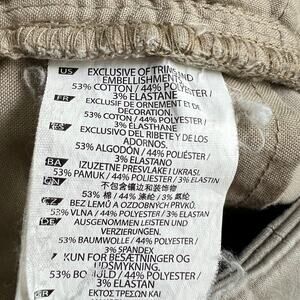 US EXCLUSIVE OF TRIMS AND
EMBELLISHMENTS
53% COTTON / 44% POLYESTER /
3% ELASTANE
FR EXCLUSIF DE ORNEMENT ET DE
DÉCORATION.
53% COTON / 44% POLYESTER /
3% ELASTHANE
ES EXCLUSIVO DEL RIBETE Y DE LOS
ADORNOS.
53% ALGODÓN / 44% POLIÉSTER /
3% ELASTANO
BA IZUZETNE PRESVLAKE I UKRASI.
53% PAMUK / 44% POLYESTER / 3% ELASTIN
CN 不包含镶边和装饰物
53% 棉 / 44% 涤纶 / 3% 氨纶
CZ BEZ LEMŮ A OZDOBNÝCH PRVKŮ.
53% VLNA / 44% POLYESTER / 3% ELASTAN
DE AUSGENOMMEN LEISTEN UND
VERZIERUNGEN.
53% BAUMWOLLE / 44% POLYESTER /
3% SPANDEX
KUN FOR BESÆTNINGER OG
UDSMYKNING.
53% 44% POLYESTER /
3% ELASTAN
GR ΕΚΤΟΣ ΤΡΕΣΩΝ ΚΑΙ